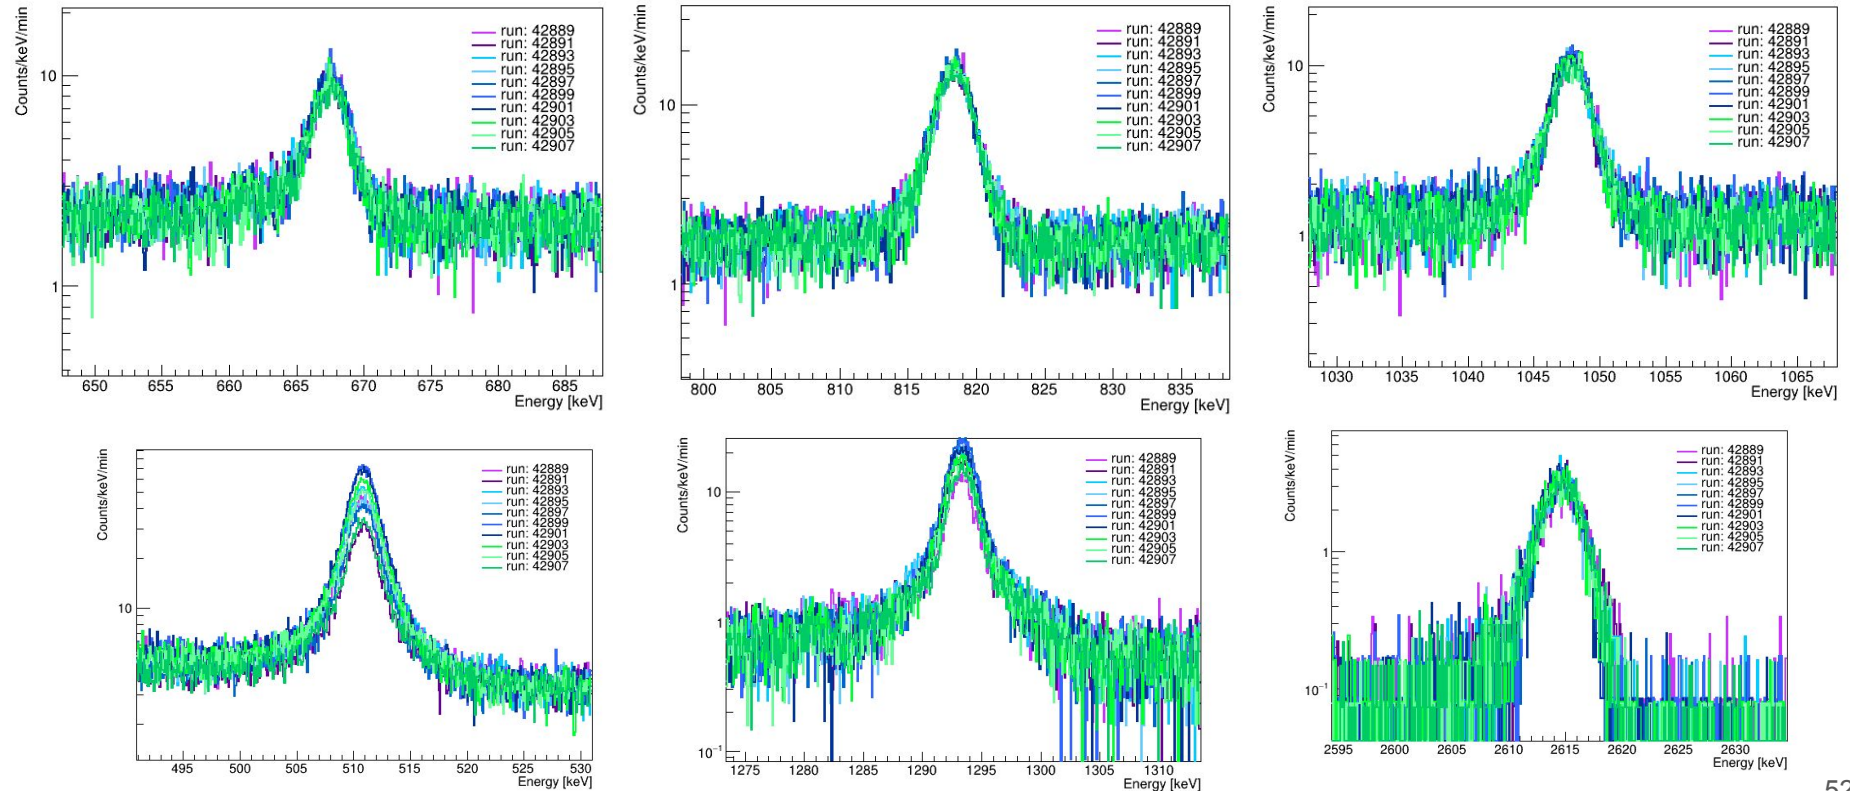 Counts/keV/min
run: 42889
run: 42891
run: 42893
run: 42895
run: 42897
run: 42899
run: 42901
run: 42903
run: 42905
run: 42907
10
1
650 655 660 665 670 675 680 685
Energy [keV]
Counts/keV/min
run: 42889
run: 42891
run: 42893
run: 42895
run: 42897
run: 42899
run: 42901
run: 42903
run: 42905
run: 42907
10
1
800 805 810 815 820 825 830 835
Energy [keV]
Counts/keV/min
run: 42889
run: 42891
run: 42893
run: 42895
run: 42897
run: 42899
run: 42901
run: 42903
run: 42905
run: 42907
10
1
1030 1035 1040 1045 1050 1055 1060 1065
Energy [keV]
Counts/keV/min
run: 42889
run: 42891
run: 42893
run: 42895
run: 42897
run: 42899
run: 42901
run: 42903
run: 42905
run: 42907
10
495 500 505 510 515 520 525 530
Energy [keV]
Counts/keV/min
run: 42889
run: 42891
run: 42893
run: 42895
run: 42897
run: 42899
run: 42901
run: 42903
run: 42905
run: 42907
10
1
10⁻¹
1275 1280 1285 1290 1295 1300 1305 1310
Energy [keV]
Counts/keV/min
run: 42889
run: 42891
run: 42893
run: 42895
run: 42897
run: 42899
run: 42901
run: 42903
run: 42905
run: 42907
1
10⁻¹
2595 2600 2605 2610 2615 2620 2625 2630
Energy [keV]
52